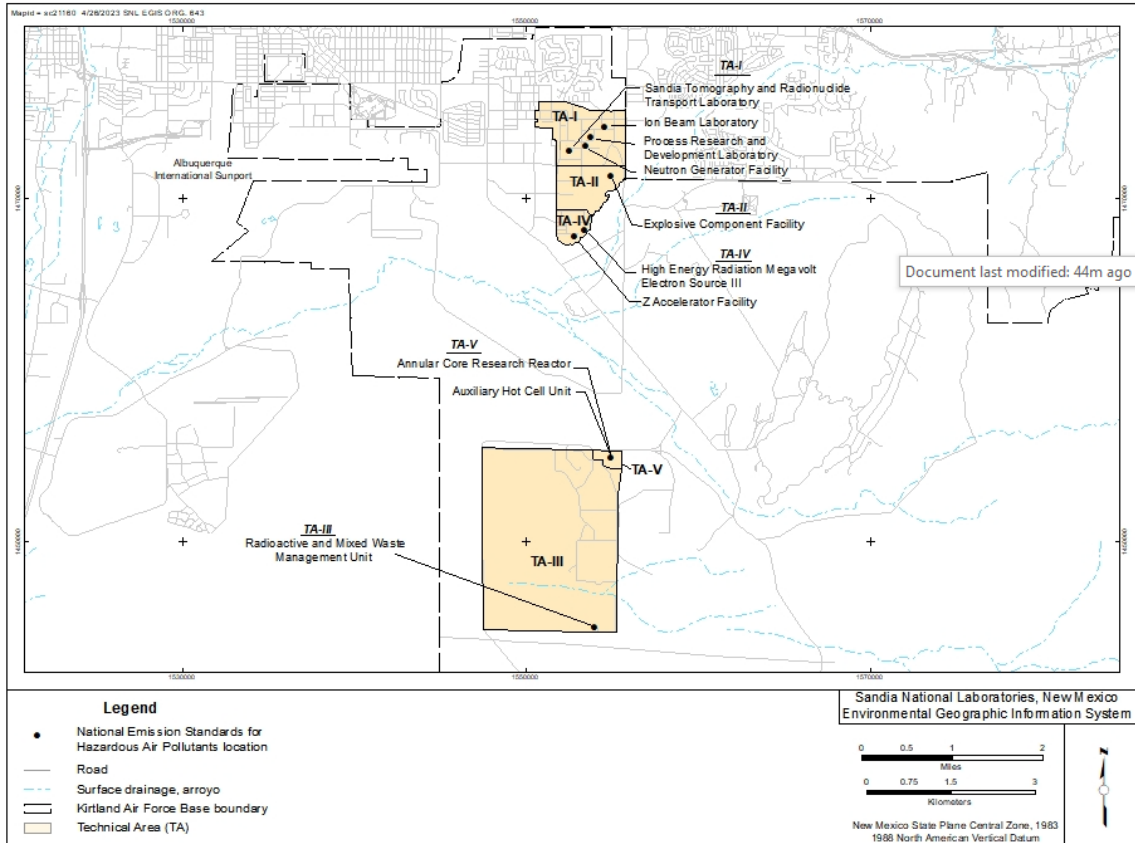 Mapid = sc21160 4/26/2023 SNL EGIS ORG. 643
1530000
1550000
1570000
TA-I
Sandia Tomography and Radionuclide
Transport Laboratory
TA-I
Ion Beam Laboratory
Process Research and
Development Laboratory
Albuquerque
International Sunport
Neutron Generator Facility
TA-II
1470000
1470000
TA-II
TA-IV
Explosive Component Facility
TA-IV
High Energy Radiation Megavolt
Electron Source III
Document last modified: 44m ago
Z Accelerator Facility
TA-V
Annular Core Research Reactor
Auxiliary Hot Cell Unit
TA-V
TA-III
Radioactive and Mixed Waste
Management Unit
1450000
1450000
TA-III
1530000
1550000
1570000
Legend
National Emission Standards for
Hazardous Air Pollutants location
Road
Surface drainage, arroyo
Kirtland Air Force Base boundary
Technical Area (TA)
Sandia National Laboratories, New Mexico
Environmental Geographic Information System
0 0.5 1 2
Miles
0 0.75 1.5 3
Kilometers
N
New Mexico State Plane Central Zone, 1983
1988 North American Vertical Datum